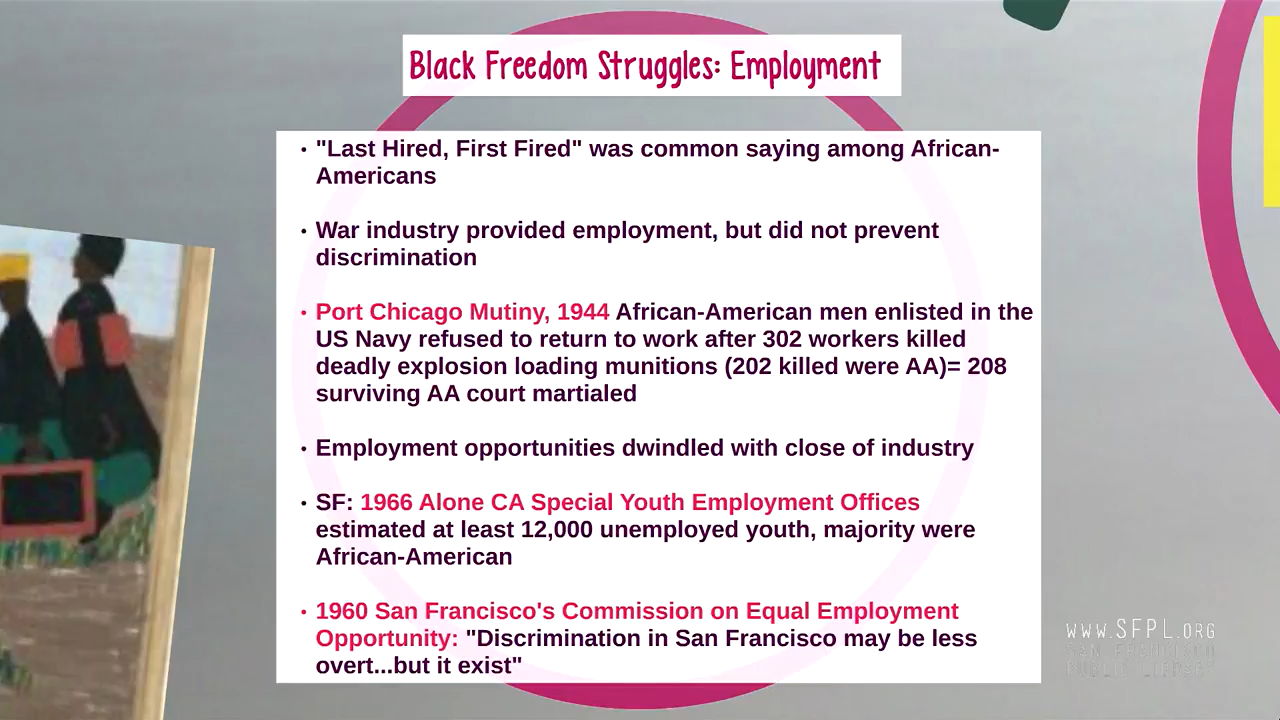 Black Freedom Struggles: Employment
• "Last Hired, First Fired" was common saying among African-
Americans
• War industry provided employment, but did not prevent
discrimination
• Port Chicago Mutiny, 1944 African-American men enlisted in the
US Navy refused to return to work after 302 workers killed
deadly explosion loading munitions (202 killed were AA)= 208
surviving AA court martialed
• Employment opportunities dwindled with close of industry
• SF: 1966 Alone CA Special Youth Employment Offices
estimated at least 12,000 unemployed youth, majority were
African-American
• 1960 San Francisco's Commission on Equal Employment
Opportunity: "Discrimination in San Francisco may be less
overt...but it exist"
WWW.SFPL.ORG
SAN FRANCISCO
PUBLIC LIBRARY